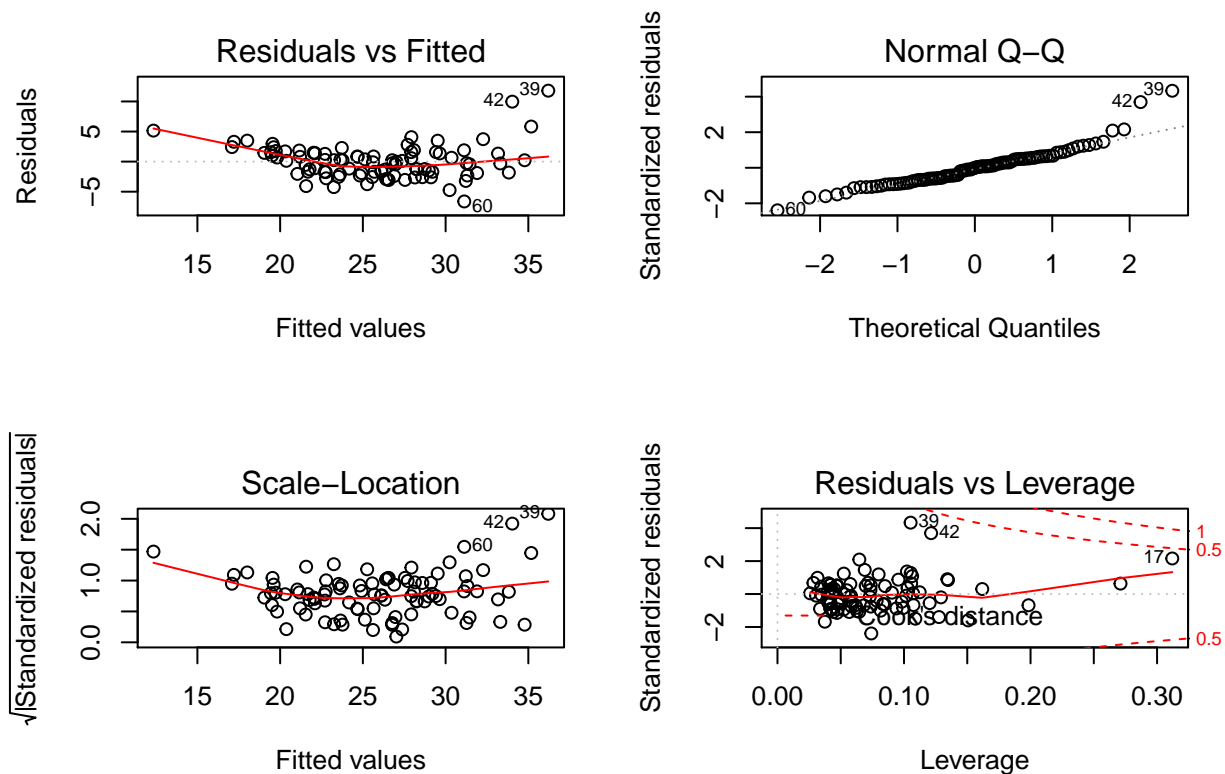 Residuals vs Fitted
Residuals
5
−5
42
39
60
15 20 25 30 35
Fitted values
Normal Q−Q
Standardized residuals
2
−2
42
39
60
−2 −1 0 1 2
Theoretical Quantiles
Scale−Location
√|Standardized residuals|
2.0
1.0
0.0
42
39
60
15 20 25 30 35
Fitted values
Residuals vs Leverage
Standardized residuals
2
−2
39
42
17
1
0.5
0.5
Cook's distance
0.00 0.10 0.20 0.30
Leverage